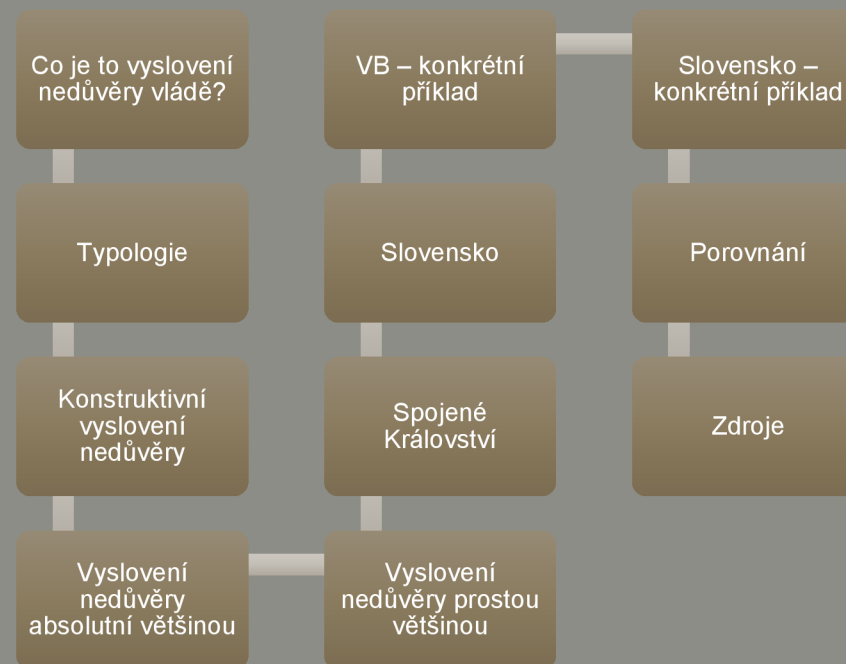 Co je to vyslovení
nedůvěry vládě?
Typologie
Konstruktivní
vyslovení
nedůvěry
Vyslovení
nedůvěry
absolutní většinou
Vyslovení
nedůvěry prostou
většinou
Spojené
Království
Slovensko
VB – konkrétní
příklad
Slovensko –
konkrétní příklad
Porovnání
Zdroje